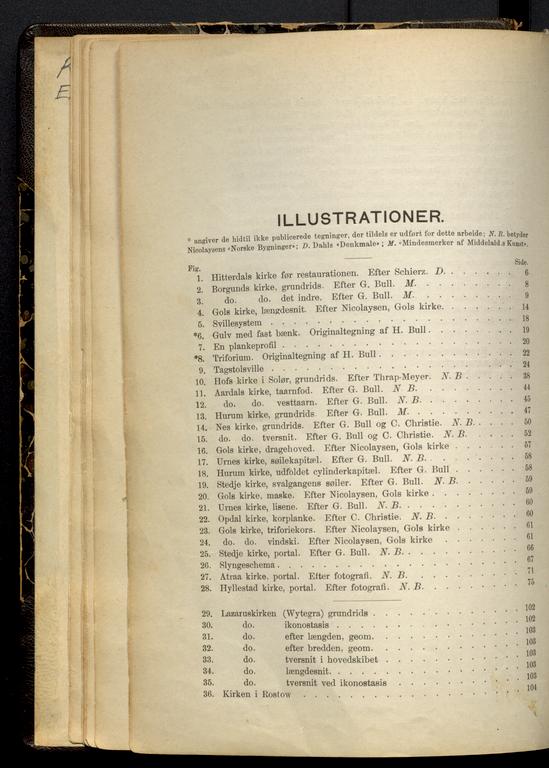 ILLUSTRATIONER.
* angiver de hidtil ikke publicerede tegninger, der tildels er udført for dette arbeide; N. B. betyder
Nicolaysens «Norske Bygninger»; D. Dahls «Denkmale»; M. «Mindesmerker af Middelald.s Kunst».
Fig. Side.
1. Hitterdals kirke før restaurationen. Efter Schierz. D. 6
2. Borgunds kirke, grundrids. Efter G. Bull. M. 8
3. do. do. det indre. Efter G. Bull. M. 9
4. Gols kirke, længdesnit. Efter Nicolaysen, Gols kirke. 14
5. Svillesystem 18
*6. Gulv med fast bænk. Originaltegning af H. Bull 19
7. En plankeprofil 20
*8. Triforium. Originaltegning af H. Bull 22
9. Tagstolsville 24
10. Hofs kirke i Solør, grundrids. Efter Thrap-Meyer. N. B 38
11. Aardals kirke, taarnfod. Efter G. Bull. N. B. 44
12. do. do. vesttaarn. Efter G. Bull. N. B. 45
13. Hurum kirke, grundrids. Efter G. Bull. M. 47
14. Nes kirke, grundrids. Efter G. Bull og C. Christie. N. B. 50
15. do. do. tversnit. Efter G. Bull og C. Christie. N. B. 52
16. Gols kirke, dragehoved. Efter Nicolaysen, Gols kirke 57
17. Urnes kirke, søilekapitæl. Efter G. Bull. N. B. 58
18. Hurum kirke, udfoldet cylinderkapitæl. Efter G. Bull 58
19. Stedje kirke, svalgangens søiler. Efter G. Bull. N. B. 59
20. Gols kirke, maske. Efter Nicolaysen, Gols kirke 59
21. Urnes kirke, lisene. Efter G. Bull. N. B. 60
22. Opdal kirke, korplanke. Efter C. Christie. N. B. 60
23. Gols kirke, triforiekors. Efter Nicolaysen, Gols kirke 61
24. do. do. vindski. Efter Nicolaysen, Gols kirke 61
25. Stedje kirke, portal. Efter G. Bull. N. B. 66
26. Slyngeschema 67
27. Atraa kirke, portal. Efter fotografi. N. B. 71
28. Hyllestad kirke, portal. Efter fotografi. N. B. 75
29. Lazaruskirken (Wytegra) grundrids 102
30. do. ikonostasis 102
31. do. efter længden, geom. 103
32. do. efter bredden, geom. 103
33. do. tversnit i hovedskibet 103
34. do. længdesnit. 103
35. do. tversnit ved ikonostasis 103
36. Kirken i Rostow 104